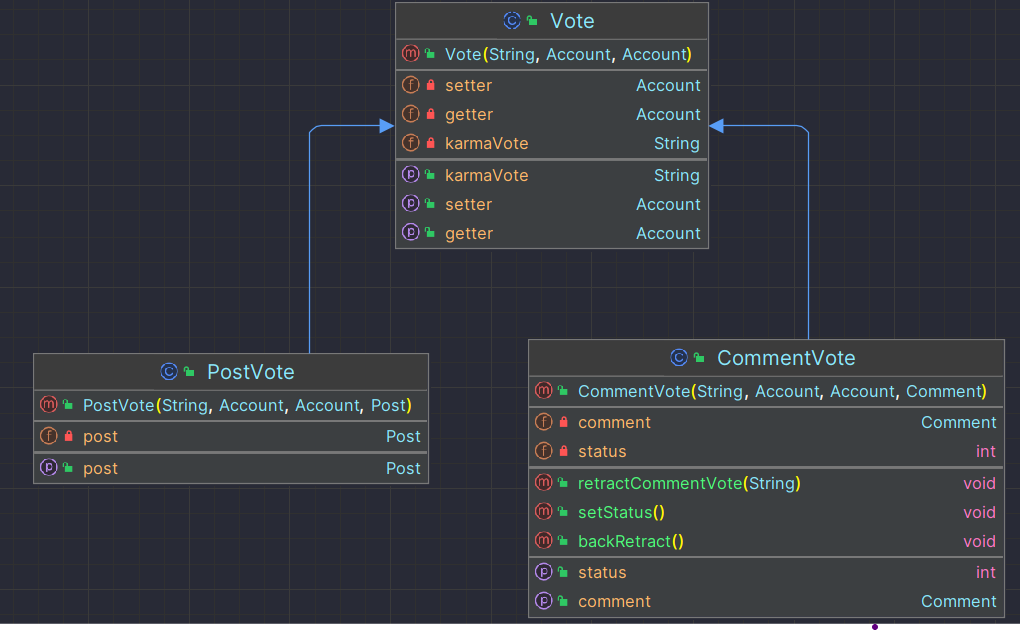 Vote
Vote(String, Account, Account)
setter Account
getter Account
karmaVote String
karmaVote String
setter Account
getter Account
PostVote
PostVote(String, Account, Account, Post)
post Post
post Post
CommentVote
CommentVote(String, Account, Account, Comment)
comment Comment
status int
retractCommentVote(String) void
setStatus() void
backRetract() void
status int
comment Comment